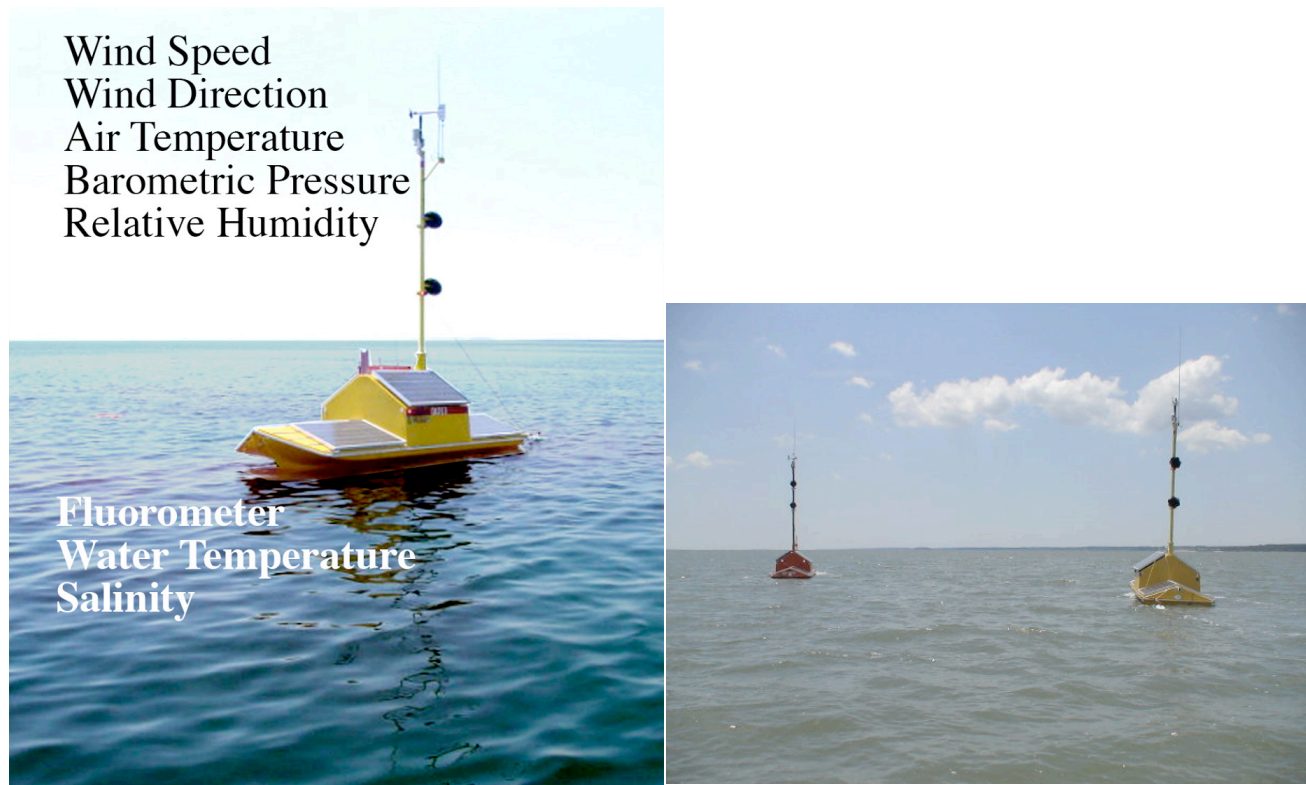 Wind Speed
Wind Direction
Air Temperature
Barometric Pressure
Relative Humidity
Fluorometer
Water Temperature
Salinity